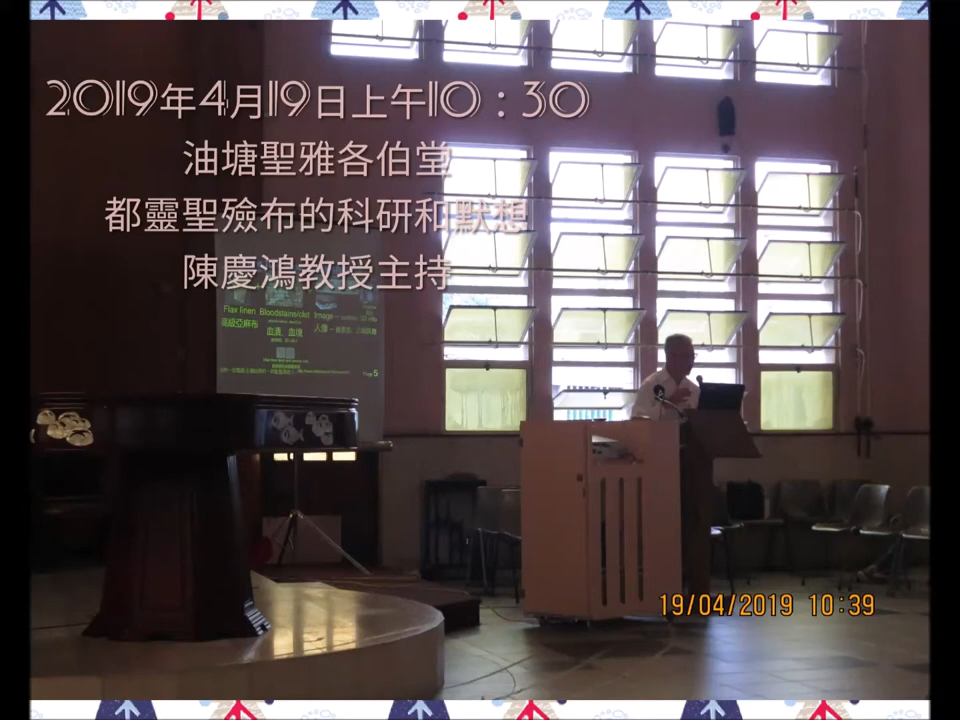 2019年4月19日上午10：30
油塘聖雅各伯堂
都靈聖殮布的科研和默想
陳慶鴻教授主持
Flax linen Bloodstains/clot Image
高級亞麻布
血漬、血塊
人像
Page 5
19/04/2019 10:39